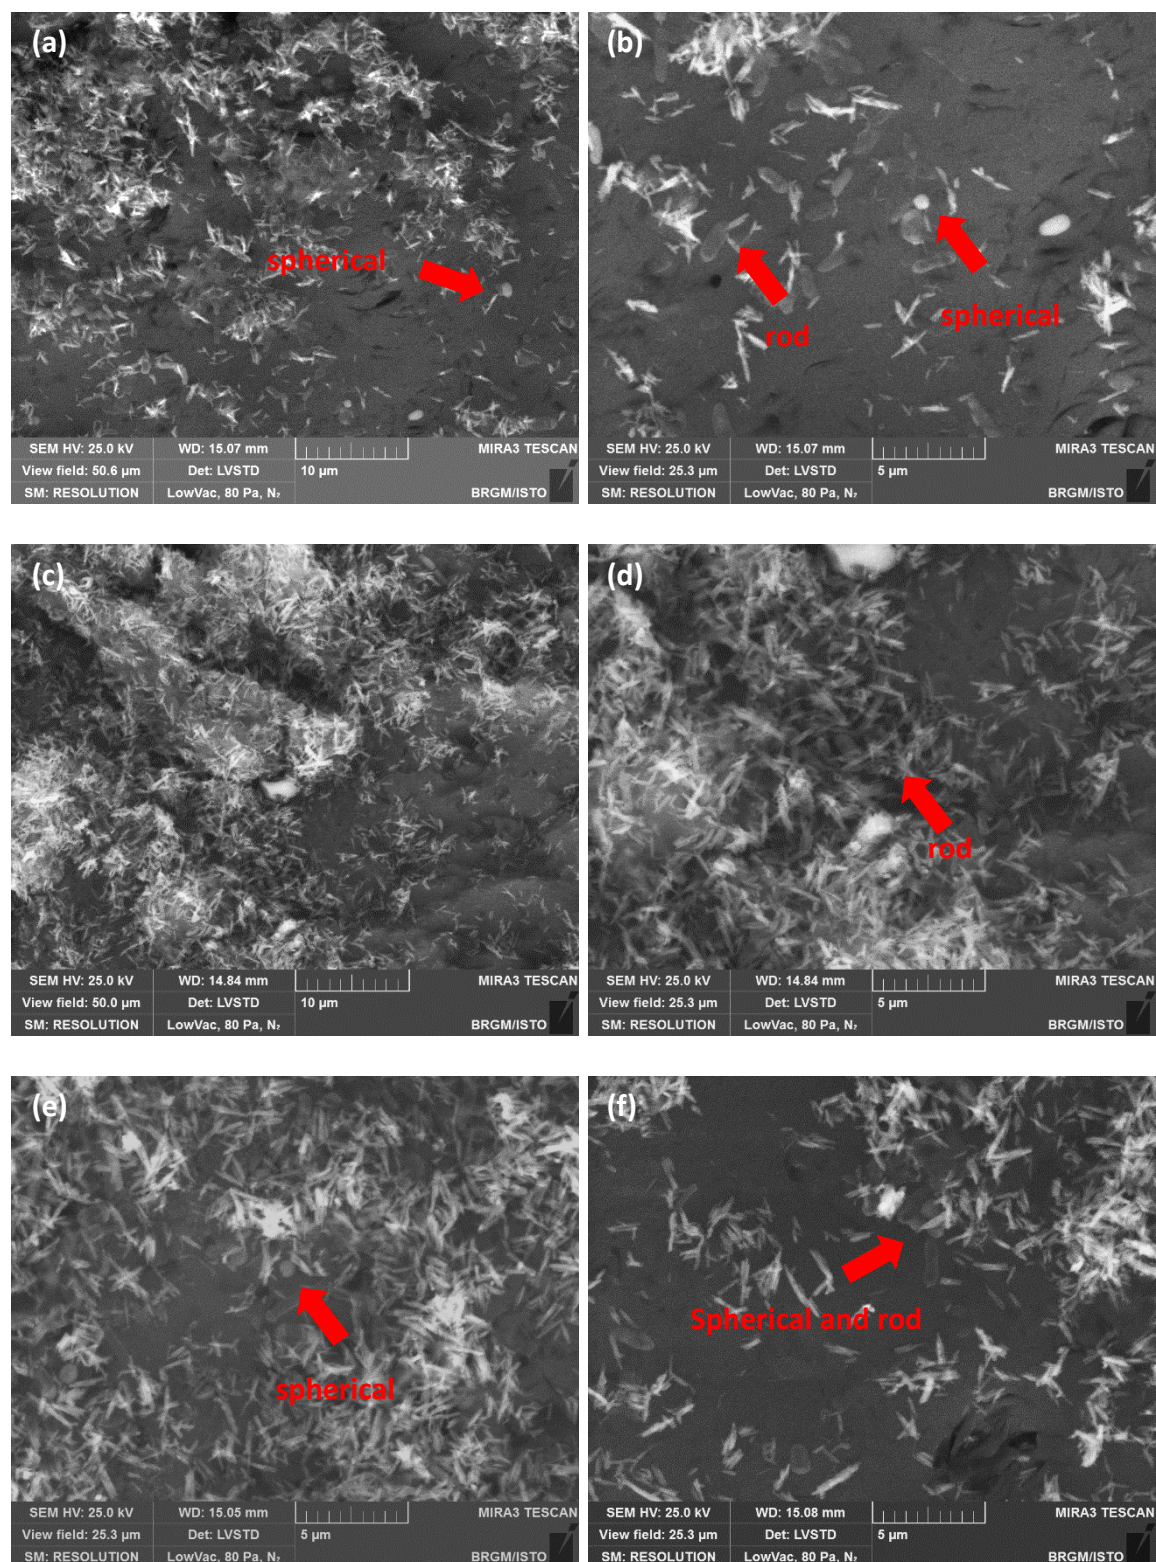 (a)
spherical
SEM HV: 25.0 kV WD: 15.07 mm MIRA3 TESCAN
View field: 50.6 µm Det: LVSTD 10 µm
SM: RESOLUTION LowVac, 80 Pa, N₂ BRGM/ISTO
(b)
rod
spherical
SEM HV: 25.0 kV WD: 15.07 mm MIRA3 TESCAN
View field: 25.3 µm Det: LVSTD 5 µm
SM: RESOLUTION LowVac, 80 Pa, N₂ BRGM/ISTO
(c)
SEM HV: 25.0 kV WD: 14.84 mm MIRA3 TESCAN
View field: 50.0 µm Det: LVSTD 10 µm
SM: RESOLUTION LowVac, 80 Pa, N₂ BRGM/ISTO
(d)
rod
SEM HV: 25.0 kV WD: 14.84 mm MIRA3 TESCAN
View field: 25.3 µm Det: LVSTD 5 µm
SM: RESOLUTION LowVac, 80 Pa, N₂ BRGM/ISTO
(e)
spherical
SEM HV: 25.0 kV WD: 15.05 mm MIRA3 TESCAN
View field: 25.3 µm Det: LVSTD 5 µm
SM: RESOLUTION LowVac, 80 Pa, N₂ BRGM/ISTO
(f)
Spherical and rod
SEM HV: 25.0 kV WD: 15.08 mm MIRA3 TESCAN
View field: 25.3 µm Det: LVSTD 5 µm
SM: RESOLUTION LowVac, 80 Pa, N₂ BRGM/ISTO